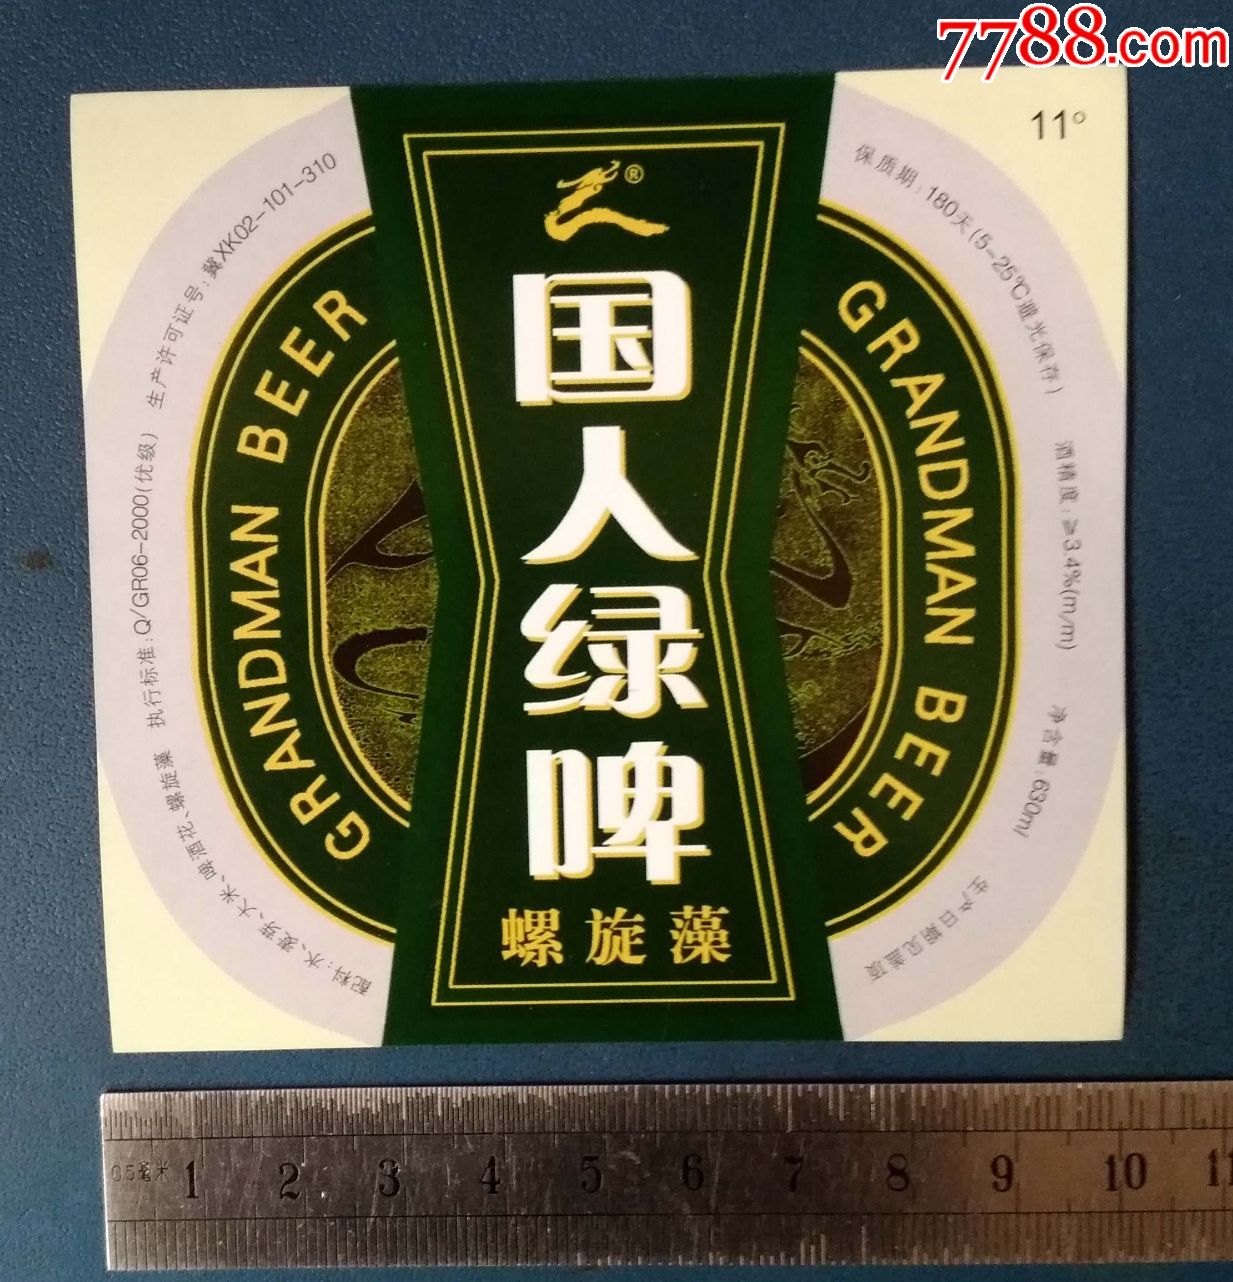 7788.com
11°
®
国人绿啤
螺旋藻
GRANDMAN BEER
GRANDMAN BEER
配料:水、麦芽、大米、啤酒花、螺旋藻
执行标准:Q/GR06-2000(优级)
生产许可证号:冀XK02-101-310
保质期:180天(5-25℃避光保存)
酒精度:≥3.4%(m/m)
净含量:630ml
生产日期见盖顶
0.5毫米 1 2 3 4 5 6 7 8 9 10 11